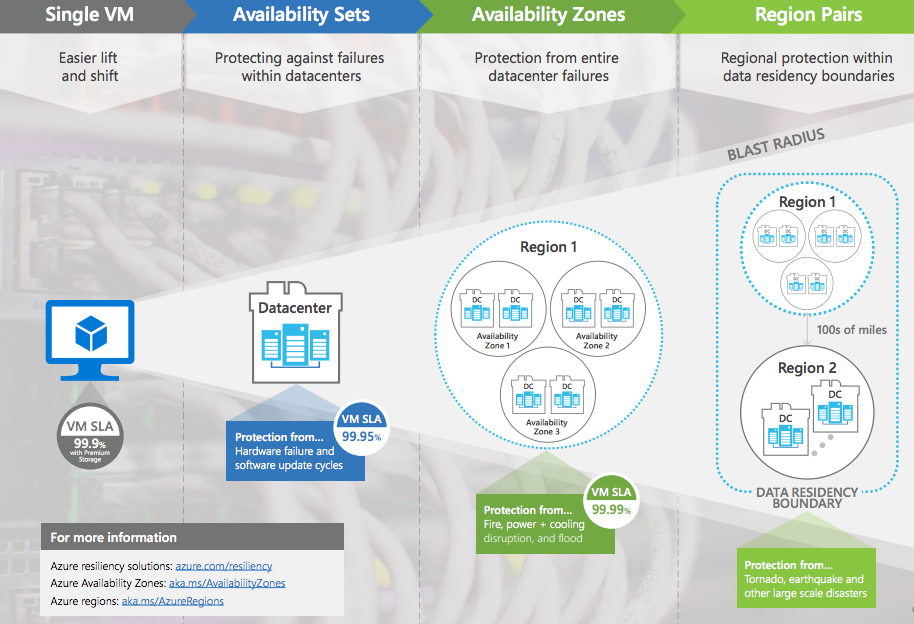 Single VM
Availability Sets
Availability Zones
Region Pairs
Easier lift
and shift
Protecting against failures
within datacenters
Protection from entire
datacenter failures
Regional protection within
data residency boundaries
BLAST RADIUS
Datacenter
VM SLA
99.9%
with Premium
Storage
Protection from...
Hardware failure and
software update cycles
VM SLA
99.95%
Region 1
DC
DC
Availability
Zone 1
DC
DC
Availability
Zone 2
DC
DC
Availability
Zone 3
Protection from...
Fire, power + cooling
disruption, and flood
VM SLA
99.99%
Region 1
DC
DC
DC
DC
DC
DC
100s of miles
Region 2
DC
DC
DATA RESIDENCY
BOUNDARY
Protection from...
Tornado, earthquake and
other large scale disasters
For more information
Azure resiliency solutions: azure.com/resiliency
Azure Availability Zones: aka.ms/AvailabilityZones
Azure regions: aka.ms/AzureRegions